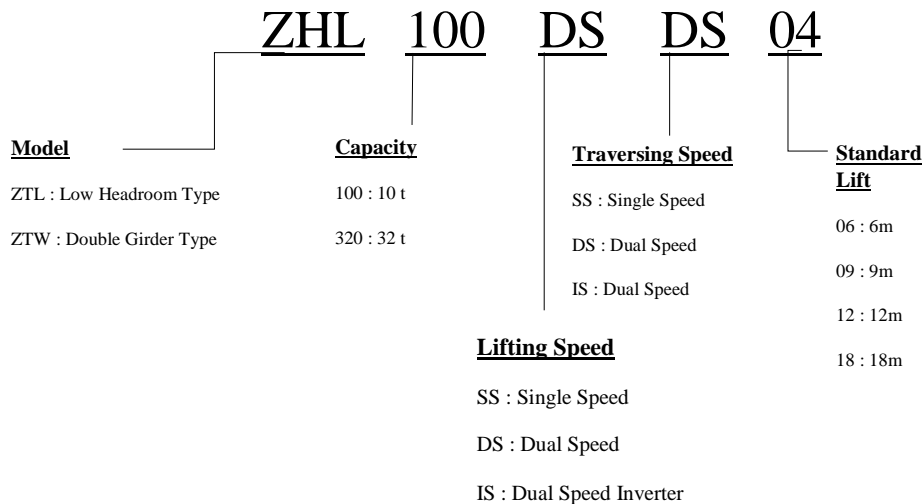 ZHL 100 DS DS 04
Model
ZTL : Low Headroom Type
ZTW : Double Girder Type
Capacity
100 : 10 t
320 : 32 t
Traversing Speed
SS : Single Speed
DS : Dual Speed
IS : Dual Speed
Standard
Lift
06 : 6m
09 : 9m
12 : 12m
18 : 18m
Lifting Speed
SS : Single Speed
DS : Dual Speed
IS : Dual Speed Inverter